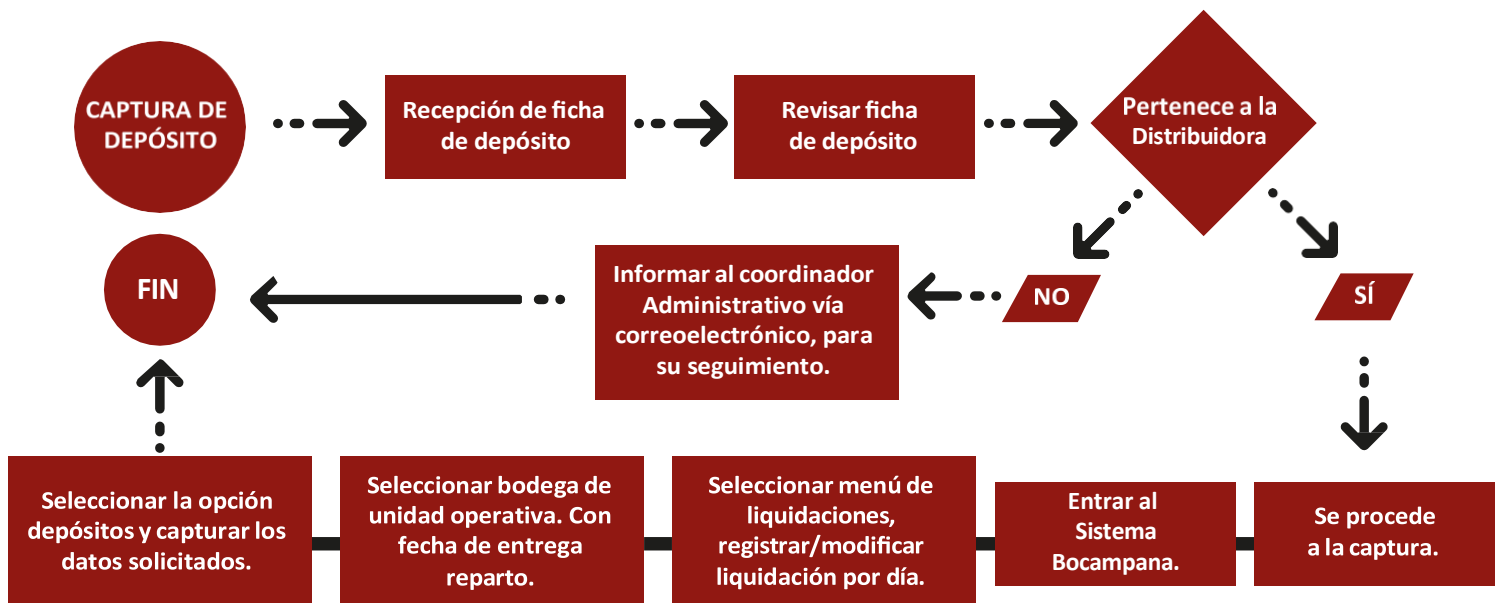 CAPTURA DE
DEPÓSITO
Recepción de ficha
de depósito
Revisar ficha
de depósito
Pertenece a la
Distribuidora
NO
SÍ
Informar al coordinador
Administrativo vía
correoelectrónico, para
su seguimiento.
FIN
Se procede
a la captura.
Entrar al
Sistema
Bocampana.
Seleccionar menú de
liquidaciones,
registrar/modificar
liquidación por día.
Seleccionar bodega de
unidad operativa. Con
fecha de entrega
reparto.
Seleccionar la opción
depósitos y capturar los
datos solicitados.